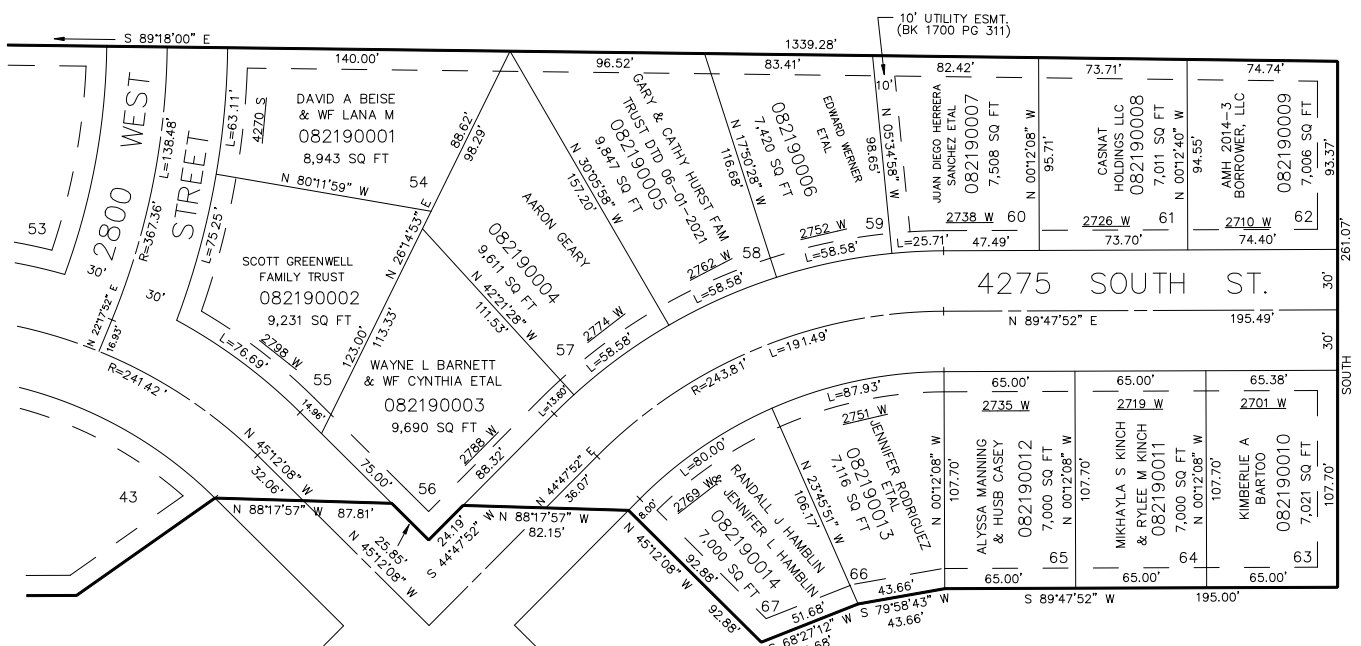 10' UTILITY ESMT.
(BK 1700 PG 311)
S 89°18'00" E
1339.28'
140.00'
96.52'
83.41'
82.42'
73.71'
74.74'
10'
53
2800 WEST
STREET
L=138.48'
R=367.36'
30'
30'
N 22°17'52" E
16.93'
L=63.11'
4270 S
DAVID A BEISE
& WF LANA M
082190001
8,943 SQ FT
54
N 80°11'59" W
88.62'
98.29'
L=75.25'
SCOTT GREENWELL
FAMILY TRUST
082190002
9,231 SQ FT
2798 W
55
L=76.69'
14.96'
N 26°14'53" E
123.00'
113.33'
WAYNE L BARNETT
& WF CYNTHIA ETAL
082190003
9,690 SQ FT
2788 W
56
75.00'
88.32'
L=13.60'
N 42°21'28" W
111.53'
AARON GEARY
082190004
9,611 SQ FT
2774 W
57
L=58.58'
N 30°05'58" W
157.20'
GARY & CATHY HURST FAM
TRUST DTD 06-01-2021
082190005
9,847 SQ FT
2762 W
58
L=58.58'
N 17°50'28" W
116.68'
EDWARD WERNER
ETAL
082190006
7,420 SQ FT
2752 W
59
L=58.58'
N 05°34'58" W
98.65'
JUAN DIEGO HERRERA
SANCHEZ ETAL
082190007
7,508 SQ FT
2738 W
60
L=25.71'
47.49'
N 00°12'08" W
95.71'
CASNAT
HOLDINGS LLC
082190008
7,011 SQ FT
2726 W
61
73.70'
N 00°12'40" W
94.55'
AMH 2014-3
BORROWER, LLC
082190009
7,006 SQ FT
2710 W
62
74.40'
93.37'
261.07'
SOUTH
30'
30'
4275 SOUTH ST.
N 89°47'52" E
195.49'
L=191.49'
R=243.81'
R=241.42'
N 45°12'08" W
32.06'
N 44°47'52" E
36.07'
43
N 88°17'57" W
87.81'
25.85'
N 45°12'08" W
24.19'
S 44°47'52" W
N 88°17'57" W
82.15'
8.00'
L=80.00'
2769 W
RANDALL J HAMBLIN
& JENNIFER L HAMBLIN
082190014
7,000 SQ FT
67
92.88'
N 45°12'08" W
92.88'
51.68'
S 68°27'12" W
N 23°45'51" W
106.17'
L=87.93'
2751 W
JENNIFER RODRIGUEZ
ETAL
082190013
7,116 SQ FT
66
43.66'
S 79°58'43" W
43.66'
N 00°12'08" W
107.70'
65.00'
2735 W
ALYSSA MANNING
& HUSB CASEY
082190012
7,000 SQ FT
65
65.00'
N 00°12'08" W
107.70'
65.00'
2719 W
MIKHAYLA S KINCH
& RYLEE M KINCH
082190011
7,000 SQ FT
64
65.00'
N 00°12'08" W
107.70'
65.38'
2701 W
KIMBERLIE A
BARTOO
082190010
7,021 SQ FT
63
65.00'
107.70'
S 89°47'52" W
195.00'